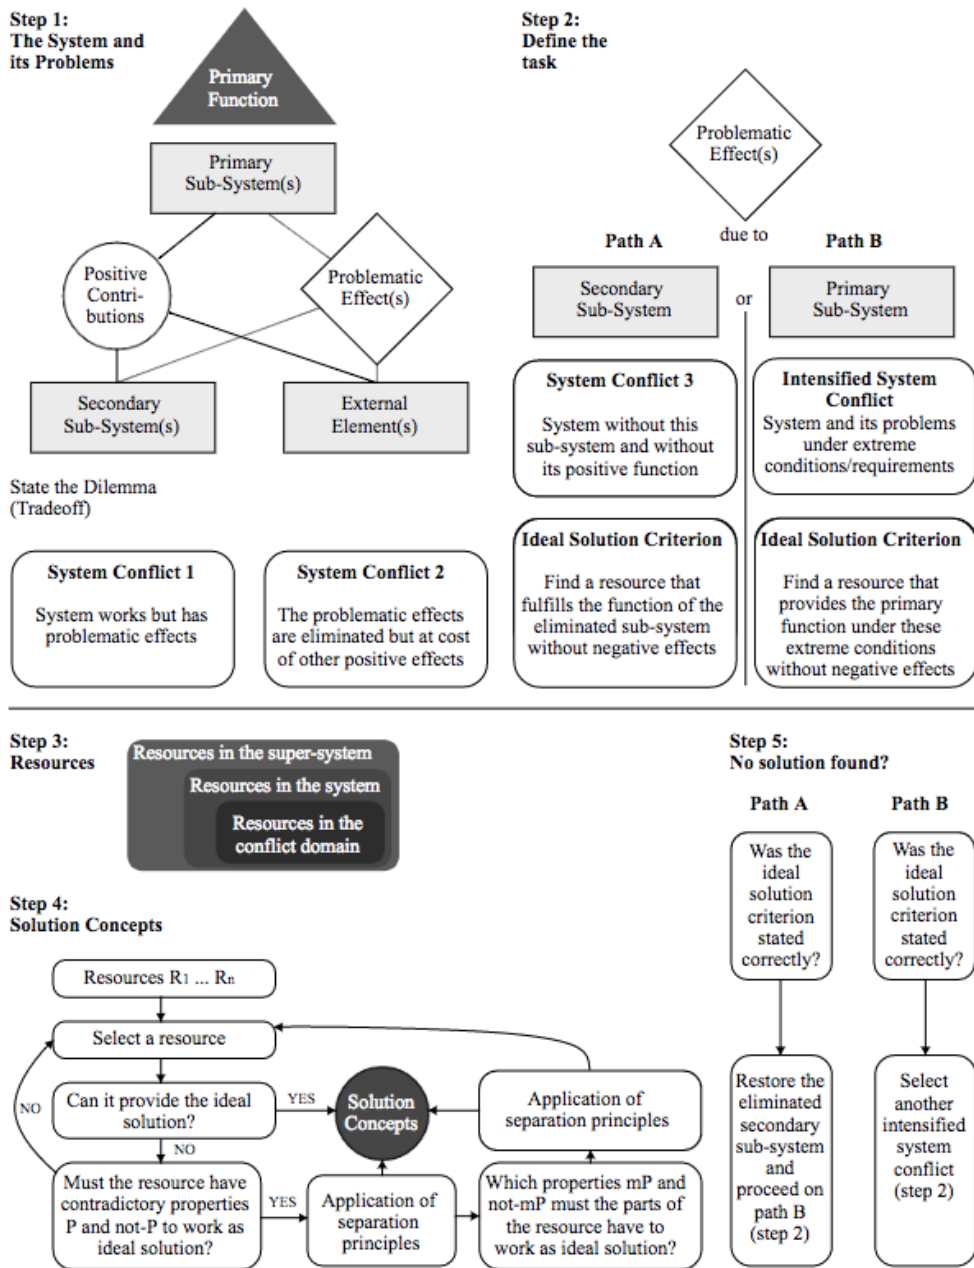 Step 1:
The System and
its Problems
Primary
Function
Primary
Sub-System(s)
Positive
Contri-
butions
Problematic
Effect(s)
Secondary
Sub-System(s)
External
Element(s)
State the Dilemma
(Tradeoff)
System Conflict 1
System works but has
problematic effects
System Conflict 2
The problematic effects
are eliminated but at cost
of other positive effects
Step 2:
Define the
task
Problematic
Effect(s)
due to
Path A
Path B
Secondary
Sub-System
or
Primary
Sub-System
System Conflict 3
System without this
sub-system and without
its positive function
Intensified System
Conflict
System and its problems
under extreme
conditions/requirements
Ideal Solution Criterion
Find a resource that
fulfills the function of the
eliminated sub-system
without negative effects
Ideal Solution Criterion
Find a resource that
provides the primary
function under these
extreme conditions
without negative effects
Step 3:
Resources
Resources in the super-system
Resources in the system
Resources in the
conflict domain
Step 4:
Solution Concepts
Resources R1 ... Rn
Select a resource
Can it provide the ideal
solution?
YES
NO
NO
Must the resource have
contradictory properties
P and not-P to work as
ideal solution?
YES
Application of
separation
principles
Solution
Concepts
Which properties mP and
not-mP must the parts of
the resource have to
work as ideal solution?
Application of
separation principles
Step 5:
No solution found?
Path A
Path B
Was the
ideal
solution
criterion
stated
correctly?
Was the
ideal
solution
criterion
stated
correctly?
Restore the
eliminated
secondary
sub-system
and
proceed on
path B
(step 2)
Select
another
intensified
system
conflict
(step 2)